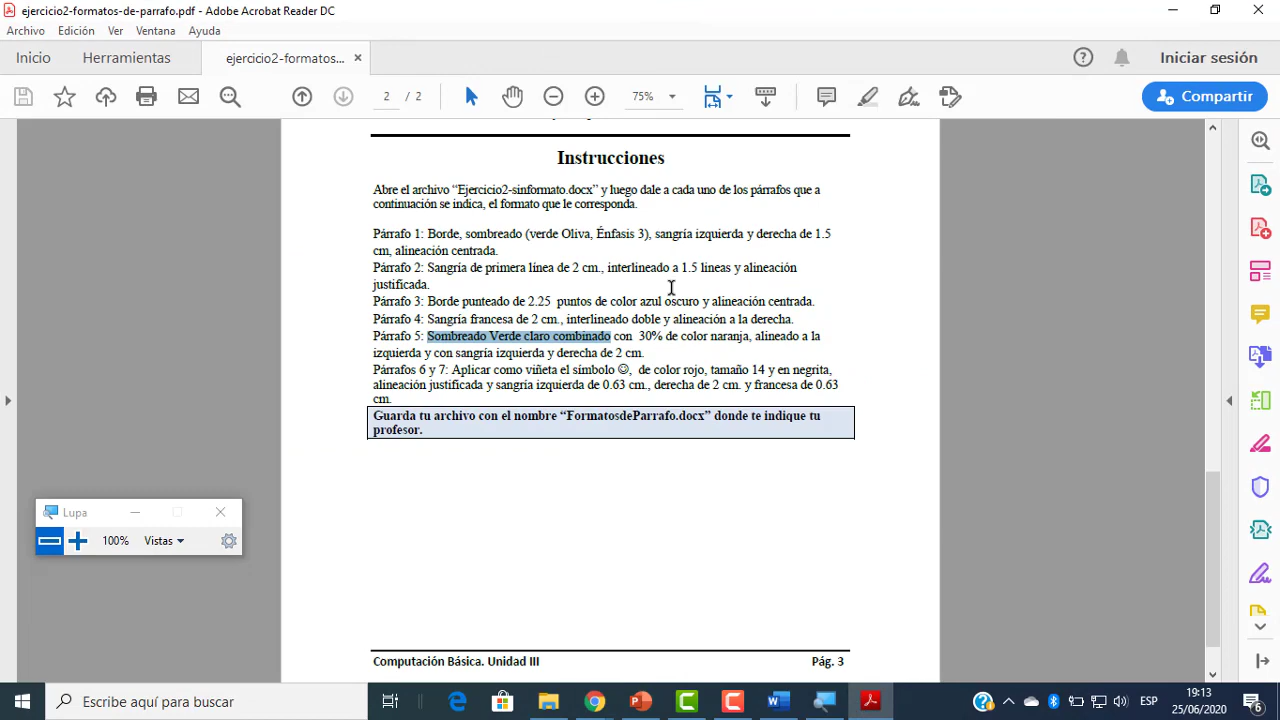 ejercicio2-formatos-de-parrafo.pdf - Adobe Acrobat Reader DC
Archivo Edición Ver Ventana Ayuda
Inicio Herramientas ejercicio2-formatos... × Iniciar sesión
2 / 2 75% Compartir
Instrucciones
Abre el archivo “Ejercicio2-sinformato.docx” y luego dale a cada uno de los párrafos que a
continuación se indica, el formato que le corresponda.
Párrafo 1: Borde, sombreado (verde Oliva, Énfasis 3), sangría izquierda y derecha de 1.5
cm, alineación centrada.
Párrafo 2: Sangría de primera línea de 2 cm., interlineado a 1.5 lineas y alineación
justificada.
Párrafo 3: Borde punteado de 2.25 puntos de color azul oscuro y alineación centrada.
Párrafo 4: Sangría francesa de 2 cm., interlineado doble y alineación a la derecha.
Párrafo 5: Sombreado Verde claro combinado con 30% de color naranja, alineado a la
izquierda y con sangría izquierda y derecha de 2 cm.
Párrafos 6 y 7: Aplicar como viñeta el símbolo ☺, de color rojo, tamaño 14 y en negrita,
alineación justificada y sangría izquierda de 0.63 cm., derecha de 2 cm. y francesa de 0.63
cm.
Guarda tu archivo con el nombre “FormatosdeParrafo.docx” donde te indique tu
profesor.
Lupa
100% Vistas
Computación Básica. Unidad III Pág. 3
Escribe aquí para buscar
ESP
19:13
25/06/2020
6